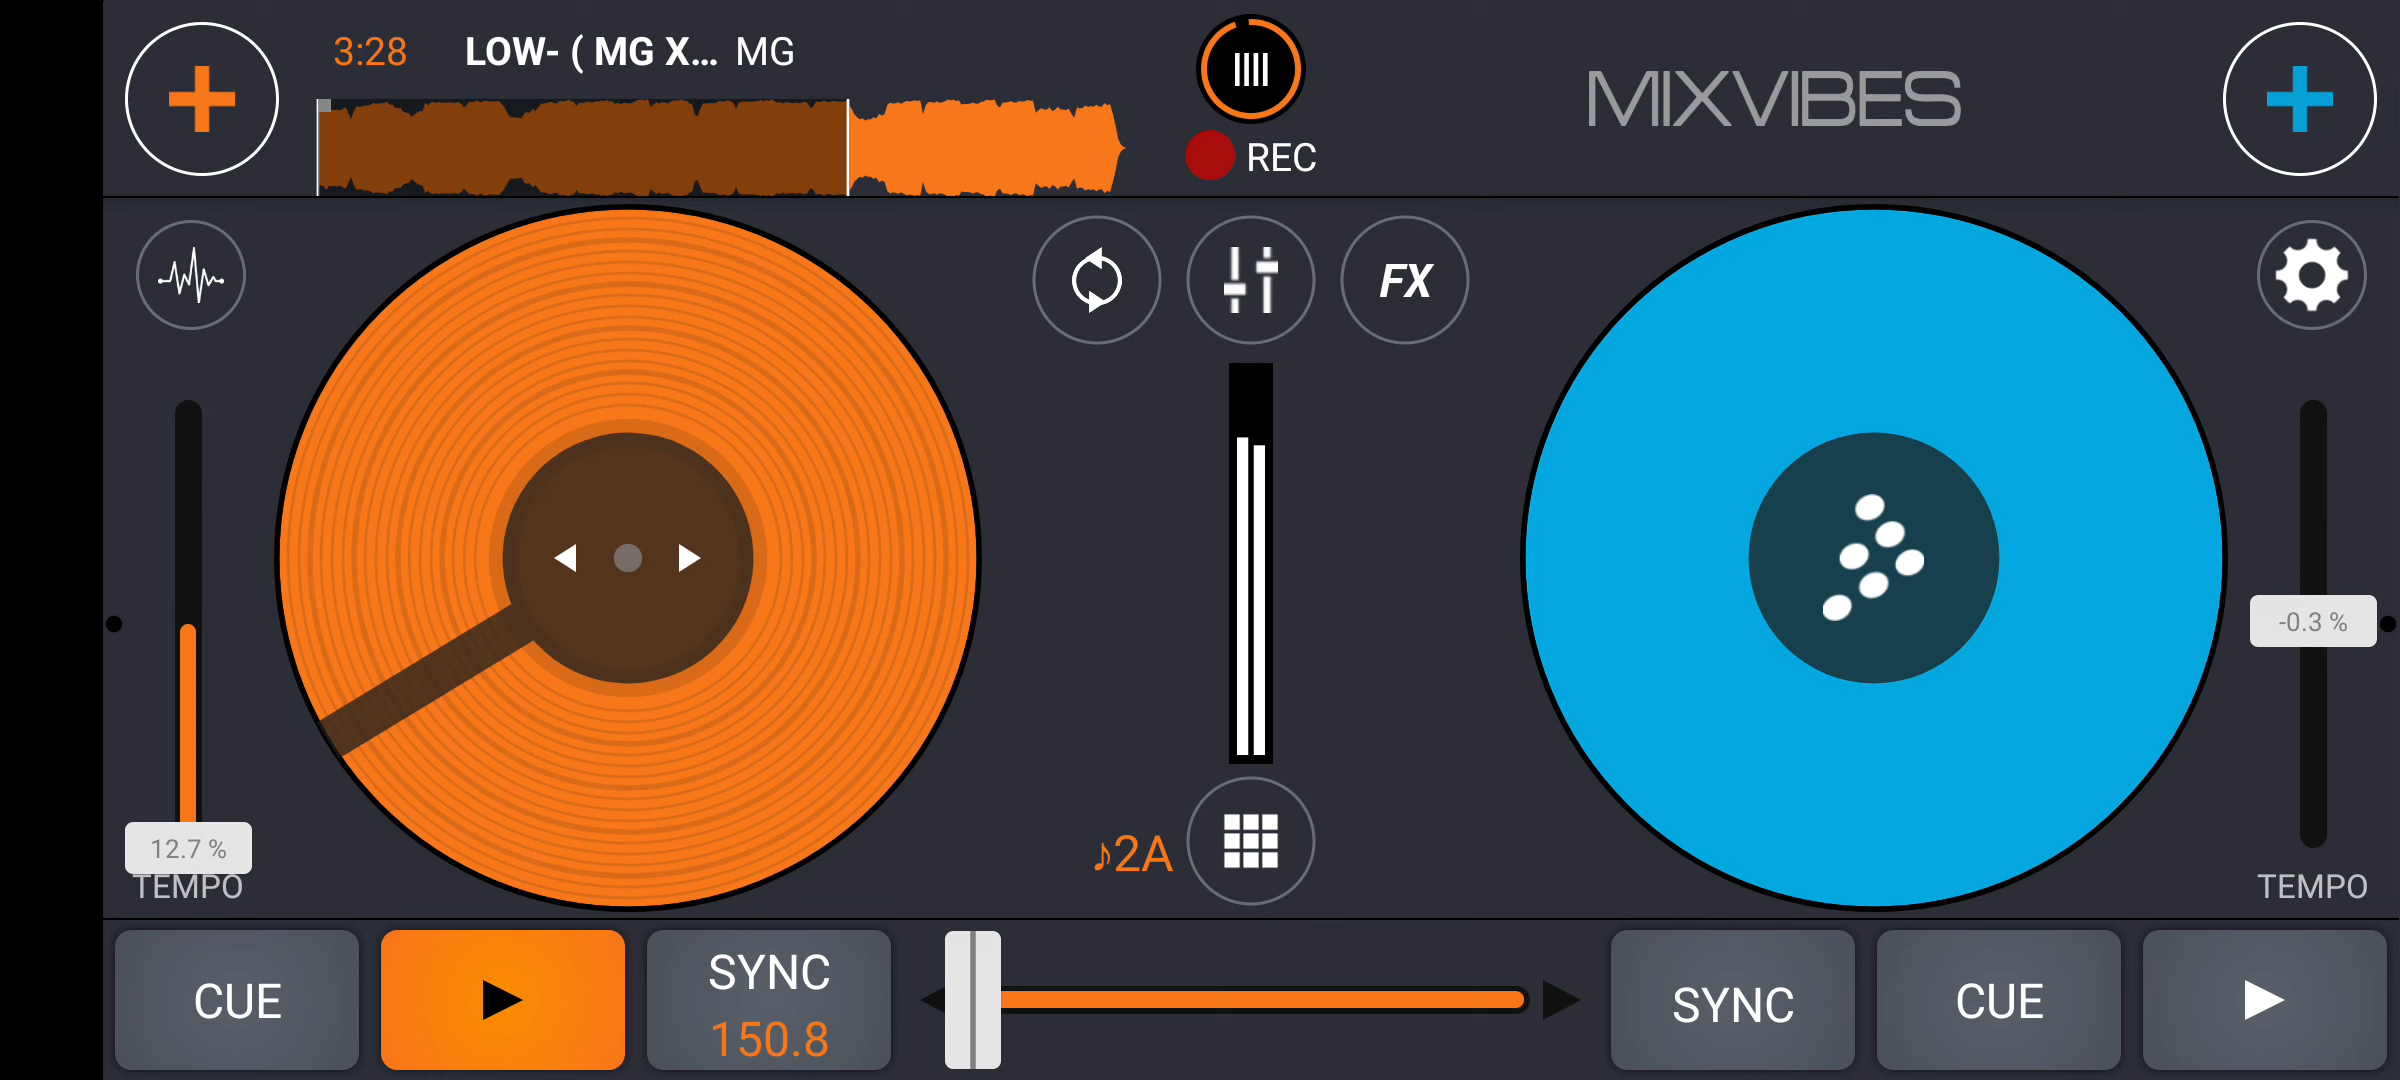 3:28 LOW- ( MG X... MG
MIXVIBES
REC
FX
-0.3 %
12.7 %
TEMPO
♪2A
TEMPO
CUE
SYNC
150.8
SYNC
CUE